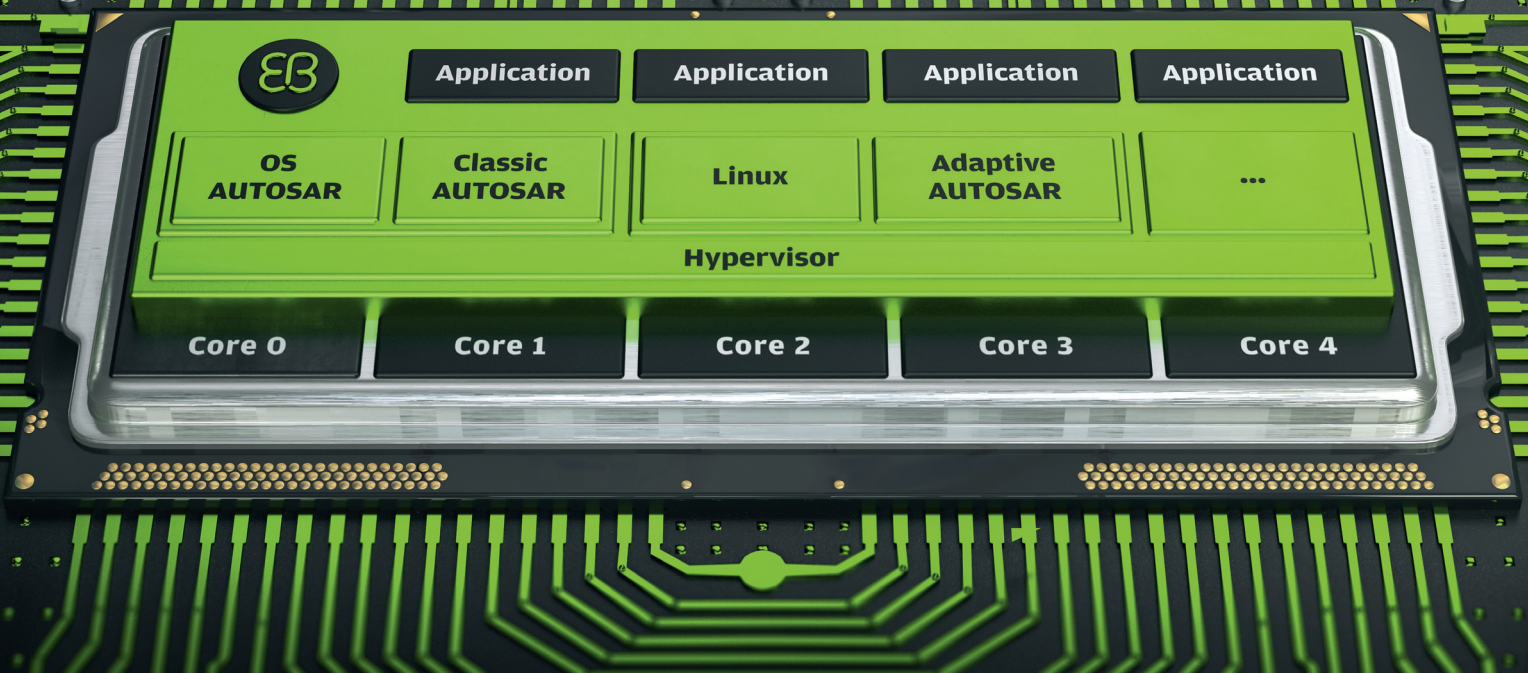 EB
Application
Application
Application
Application
OS
AUTOSAR
Classic
AUTOSAR
Linux
Adaptive
AUTOSAR
...
Hypervisor
Core 0
Core 1
Core 2
Core 3
Core 4